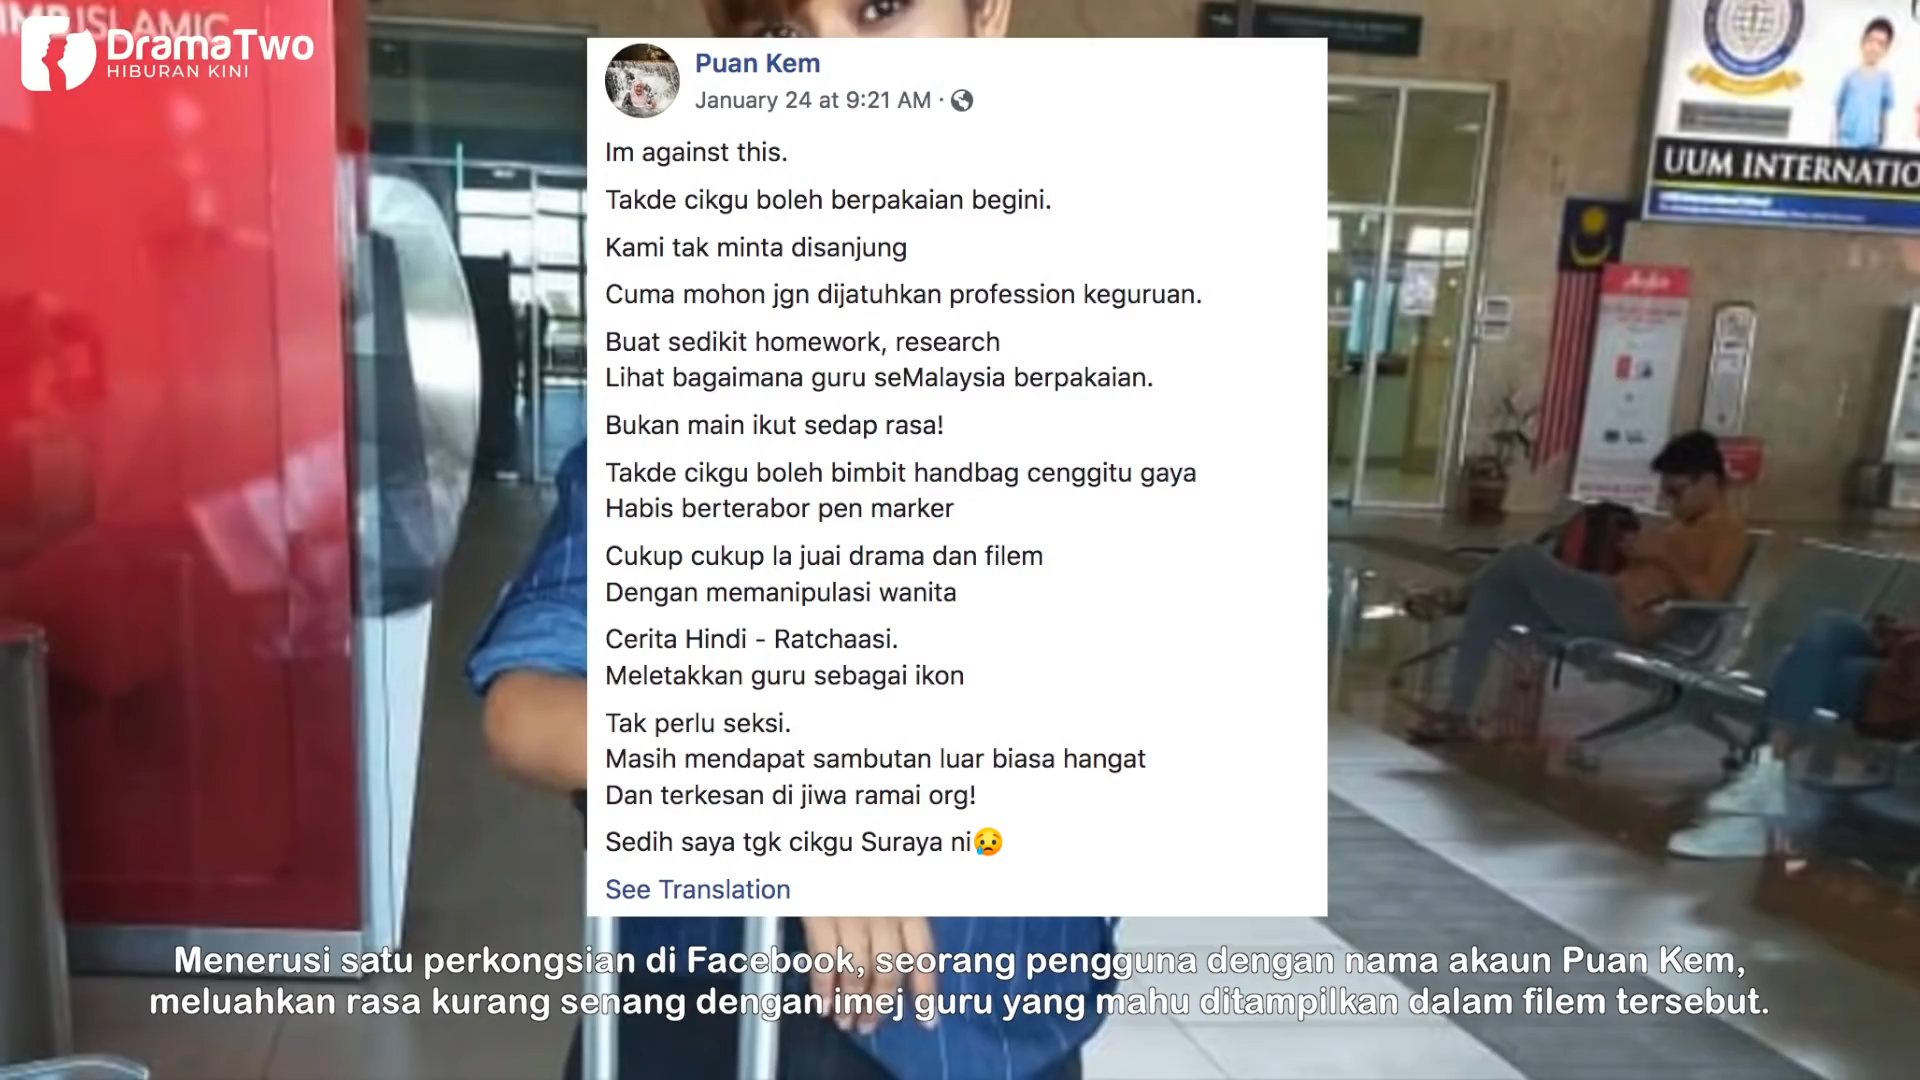 ISLAMIC
DramaTwo
HIBURAN KINI
Puan Kem
January 24 at 9:21 AM ·
Im against this.
Takde cikgu boleh berpakaian begini.
Kami tak minta disanjung
Cuma mohon jgn dijatuhkan profession keguruan.
Buat sedikit homework, research
Lihat bagaimana guru seMalaysia berpakaian.
Bukan main ikut sedap rasa!
Takde cikgu boleh bimbit handbag cenggitu gaya
Habis berterabor pen marker
Cukup cukup la juai drama dan filem
Dengan memanipulasi wanita
Cerita Hindi - Ratchaasi.
Meletakkan guru sebagai ikon
Tak perlu seksi.
Masih mendapat sambutan luar biasa hangat
Dan terkesan di jiwa ramai org!
Sedih saya tgk cikgu Suraya ni😥
See Translation
UUM INTERNATIO
Menerusi satu perkongsian di Facebook, seorang pengguna dengan nama akaun Puan Kem,
meluahkan rasa kurang senang dengan imej guru yang mahu ditampilkan dalam filem tersebut.